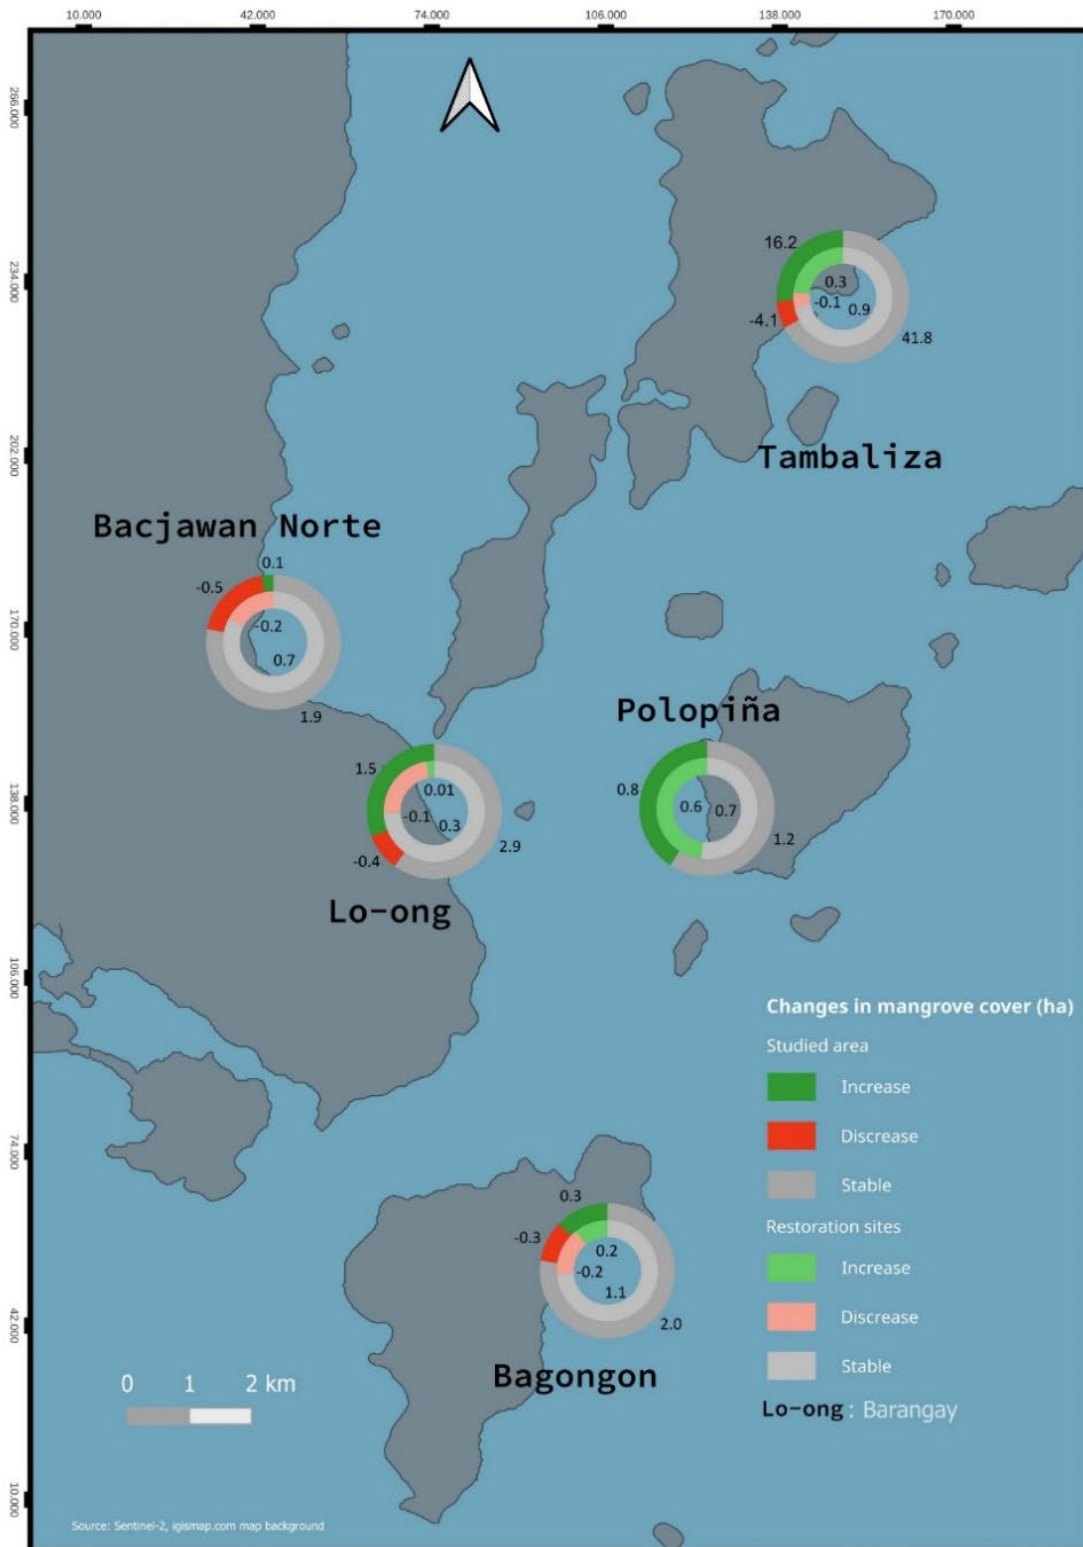 10.000 42.000 74.000 106.000 138.000 170.000
266.000
234.000
202.000
170.000
138.000
106.000
74.000
42.000
10.000
16.2
0.3
-0.1
0.9
-4.1
41.8
Tambaliza
Bacjawan Norte
0.1
-0.5
-0.2
0.7
1.9
Polopiña
1.5
0.01
-0.1
0.3
-0.4
2.9
0.8
0.6
0.7
1.2
Lo-ong
0.3
-0.3
0.2
-0.2
1.1
2.0
Bagongon
Changes in mangrove cover (ha)
Studied area
Increase
Discrease
Stable
Restoration sites
Increase
Discrease
Stable
Lo-ong : Barangay
0 1 2 km
Source: Sentinel-2, igismap.com map background